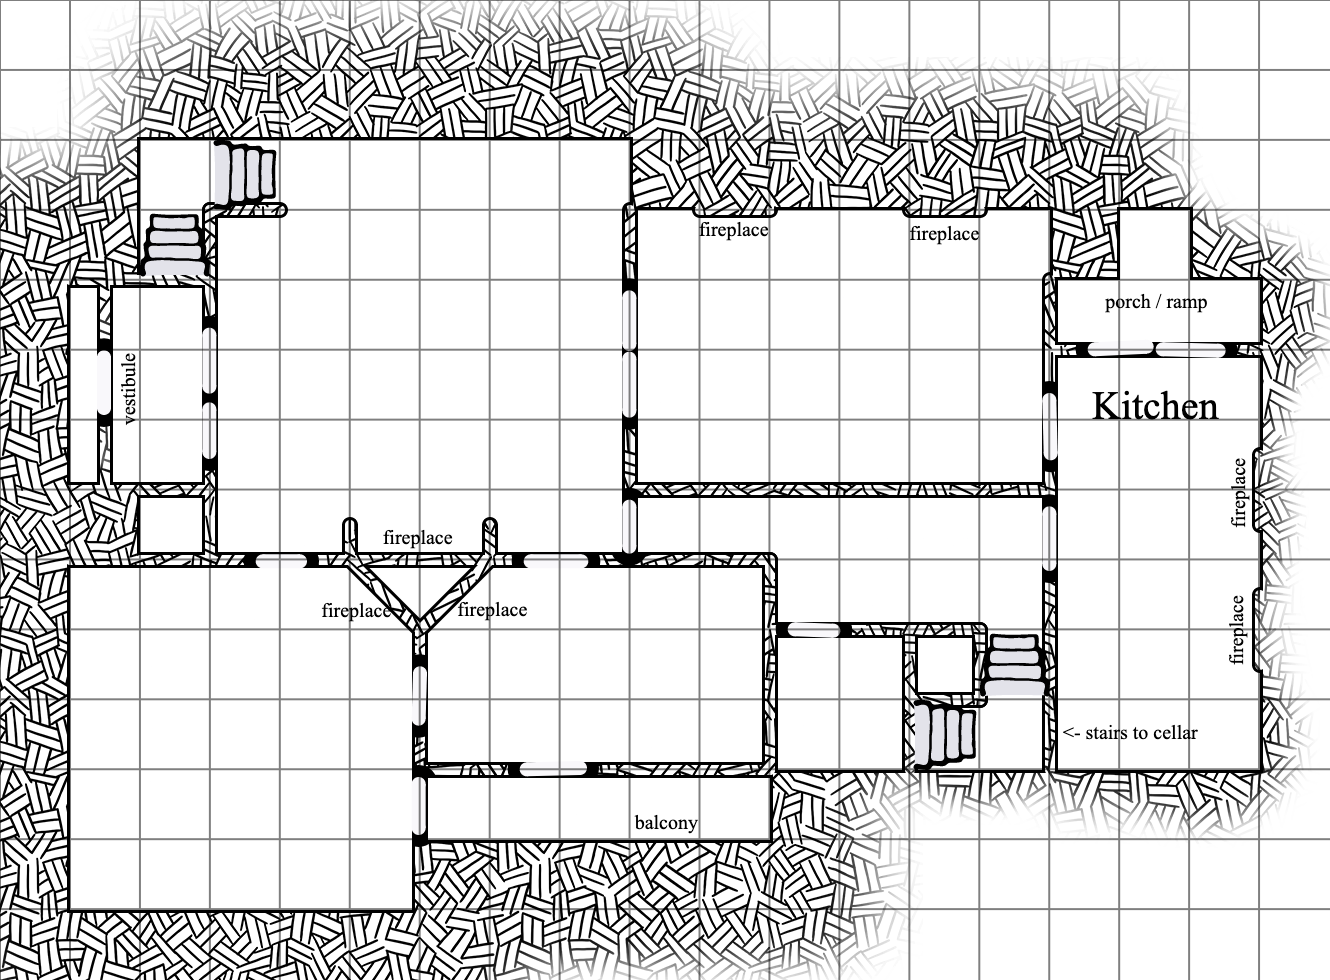 fireplace
fireplace
porch / ramp
vestibule
Kitchen
fireplace
fireplace
fireplace
fireplace
fireplace
<- stairs to cellar
balcony